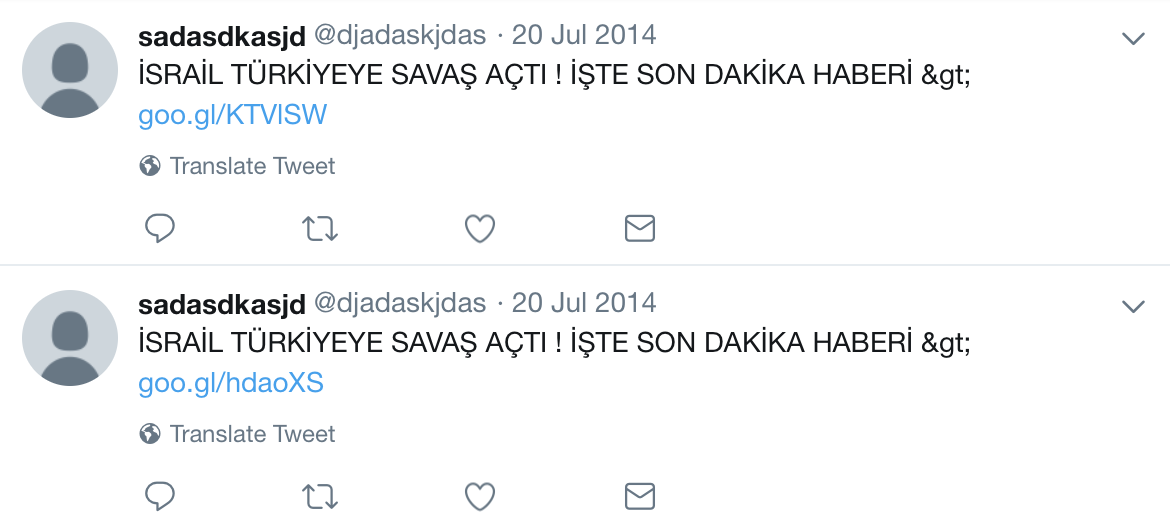 sadasdkasjd @djadaskjdas · 20 Jul 2014
İSRAİL TÜRKİYEYE SAVAŞ AÇTI ! İŞTE SON DAKİKA HABERİ &gt;
goo.gl/KTVlSW
Translate Tweet
sadasdkasjd @djadaskjdas · 20 Jul 2014
İSRAİL TÜRKİYEYE SAVAŞ AÇTI ! İŞTE SON DAKİKA HABERİ &gt;
goo.gl/hdaoXS
Translate Tweet